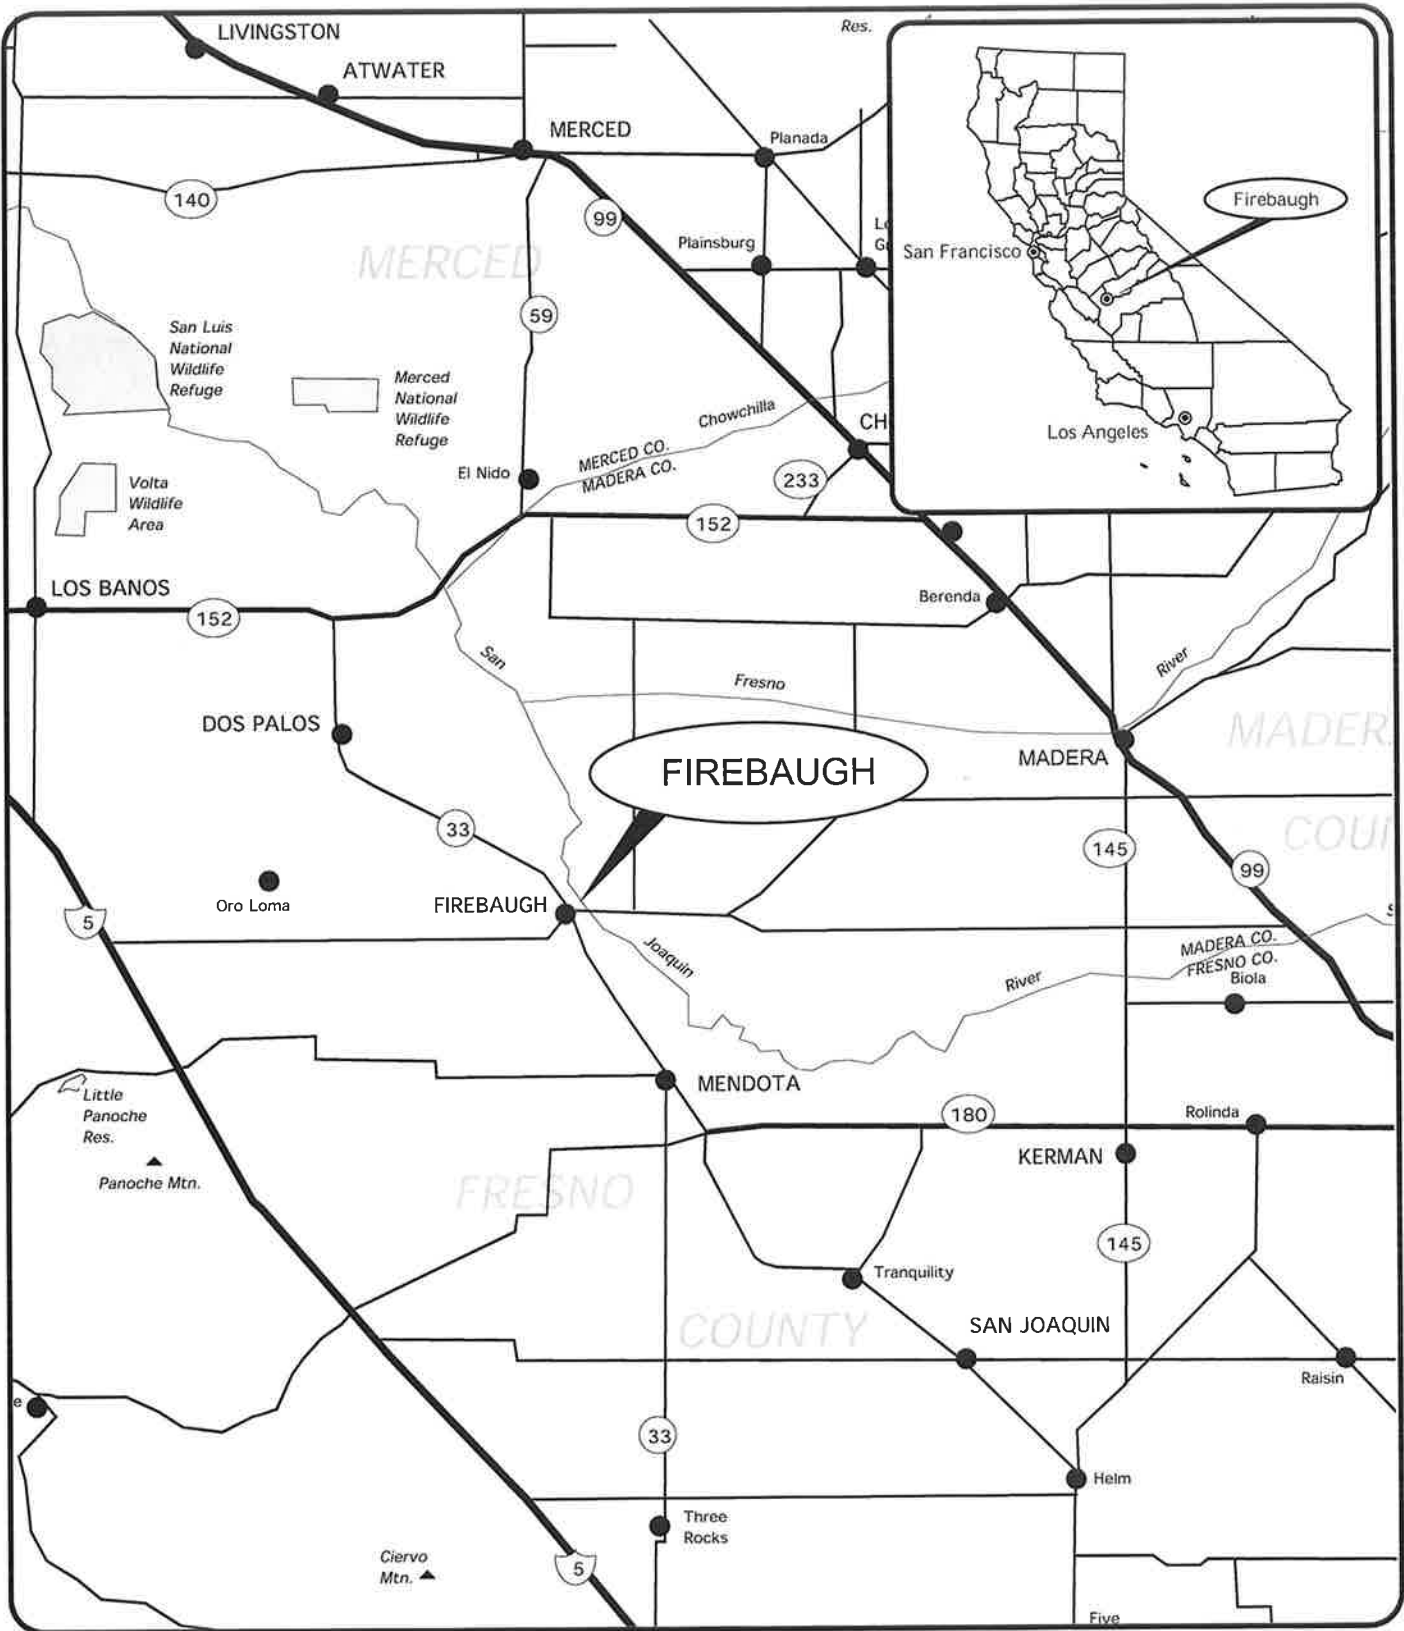 LIVINGSTON
Res.
ATWATER
MERCED
Planada
140
99
Plainsburg
MERCED
59
San Luis
National
Wildlife
Refuge
Merced
National
Wildlife
Refuge
Chowchilla
MERCED CO.
MADERA CO.
El Nido
233
Volta
Wildlife
Area
152
Firebaugh
San Francisco
Los Angeles
LOS BANOS
152
Berenda
San
River
Fresno
DOS PALOS
MADERA
FIREBAUGH
33
145
99
Oro Loma
FIREBAUGH
5
Joaquin
MADERA CO.
FRESNO CO.
River
Biola
Little
Panoche
Res.
MENDOTA
180
Rolinda
KERMAN
Panoche Mtn.
FRESNO
145
Tranquility
COUNTY
SAN JOAQUIN
Raisin
33
Helm
Three
Rocks
Ciervo
Mtn.
5
Five